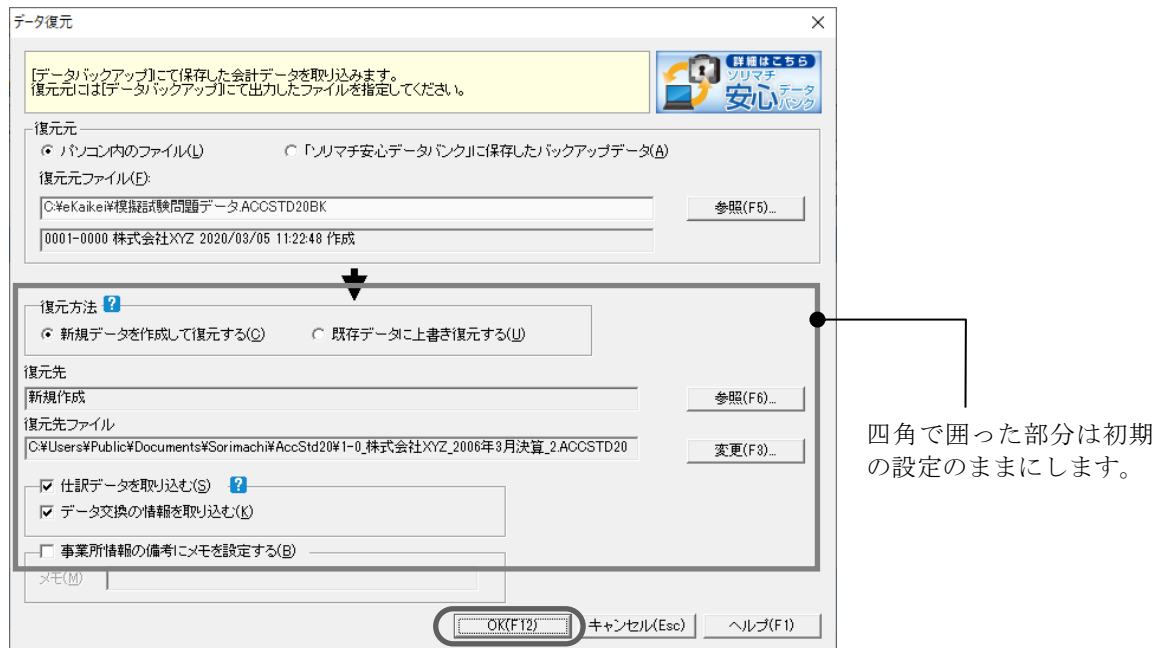 データ復元
[データバックアップ]にて保存した会計データを取り込みます。
復元元には[データバックアップ]にて出力したファイルを指定してください。
詳細はこちら
ソリマチ
安心データバンク
復元元
パソコン内のファイル(L)
「ソリマチ安心データバンク」に保存したバックアップデータ(A)
復元元ファイル(F):
C:¥eKaikei¥模擬試験問題データ.ACCSTD20BK
参照(F5)...
0001-0000 株式会社XYZ 2020/03/05 11:22:48 作成
復元方法 ?
新規データを作成して復元する(C)
既存データに上書き復元する(U)
復元先
新規作成
参照(F6)...
復元先ファイル
C:¥Users¥Public¥Documents¥Sorimachi¥AccStd20¥1-0_株式会社XYZ_2006年3月決算_2.ACCSTD20
変更(F3)...
四角で囲った部分は初期
の設定のままにします。
仕訳データを取り込む(S) ?
データ交換の情報を取り込む(K)
事業所情報の備考にメモを設定する(B)
メモ(M)
OK(F12)
キャンセル(Esc)
ヘルプ(F1)